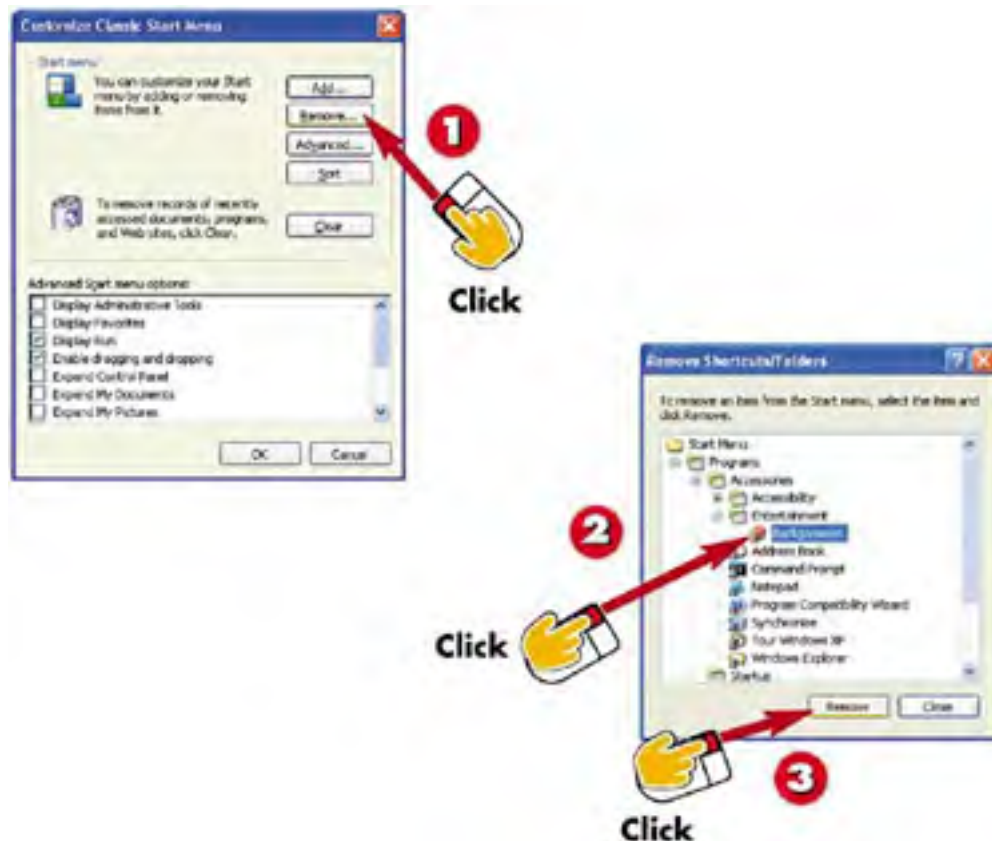 Customize Classic Start Menu
Start menu
You can customize your Start
menu by adding or removing
items from it.
Add...
Remove...
Advanced...
Sort
To remove records of recently
accessed documents, programs,
and Web sites, click Clear.
Clear
Advanced Start menu options:
Display Administrative Tools
Display Favorites
Display Run
Enable dragging and dropping
Expand Control Panel
Expand My Documents
Expand My Pictures
OK
Cancel
1
Click
Remove Shortcuts/Folders
To remove an item from the Start menu, select the item and
click Remove.
Start Menu
Programs
Accessories
Accessibility
Entertainment
Backgammon
Address Book
Command Prompt
Notepad
Program Compatibility Wizard
Synchronize
Tour Windows XP
Windows Explorer
Startup
Remove
Close
2
Click
3
Click